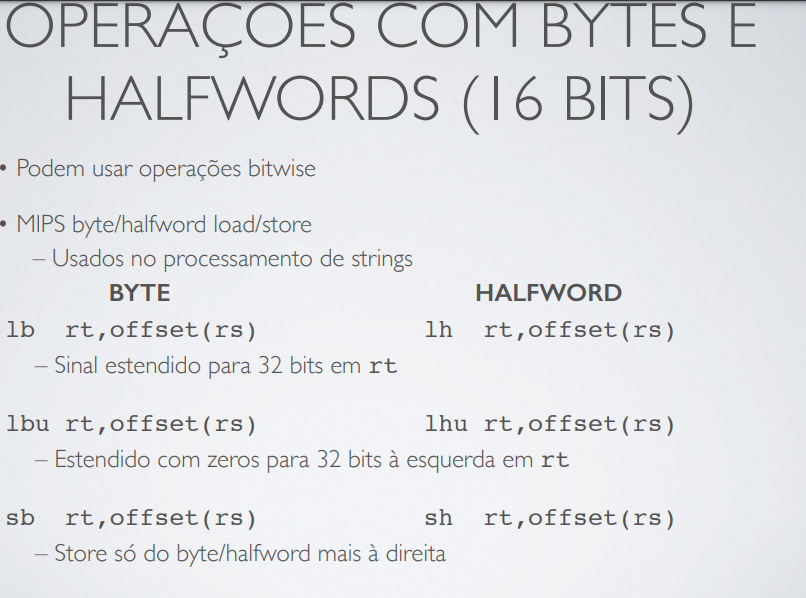 OPERAÇÕES COM BYTES E
HALFWORDS (16 BITS)
• Podem usar operações bitwise
• MIPS byte/halfword load/store
– Usados no processamento de strings
BYTE HALFWORD
lb rt,offset(rs) lh rt,offset(rs)
– Sinal estendido para 32 bits em rt
lbu rt,offset(rs) lhu rt,offset(rs)
– Estendido com zeros para 32 bits à esquerda em rt
sb rt,offset(rs) sh rt,offset(rs)
– Store só do byte/halfword mais à direita